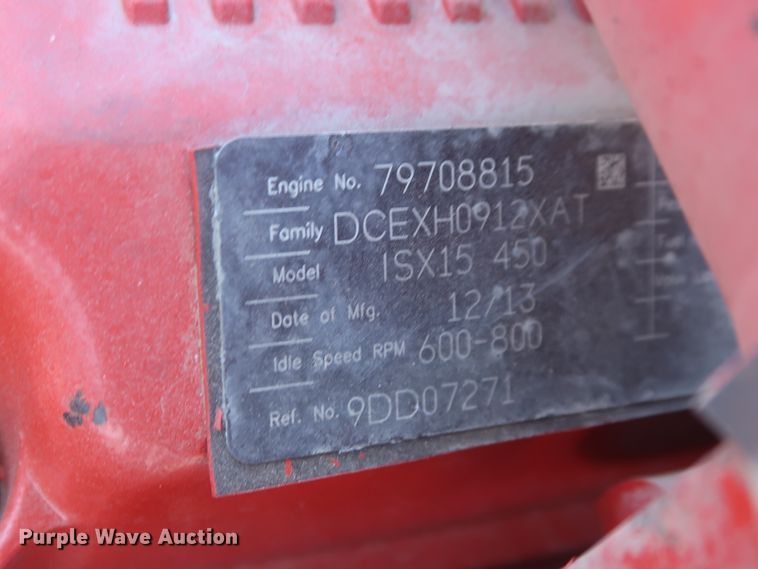 Engine No. 79708815
Family DCEXH0912XAT
Model ISX15 450
Date of Mfg. 12/13
Idle Speed RPM 600-800
Ref. No. 9DD07271
Purple Wave Auction